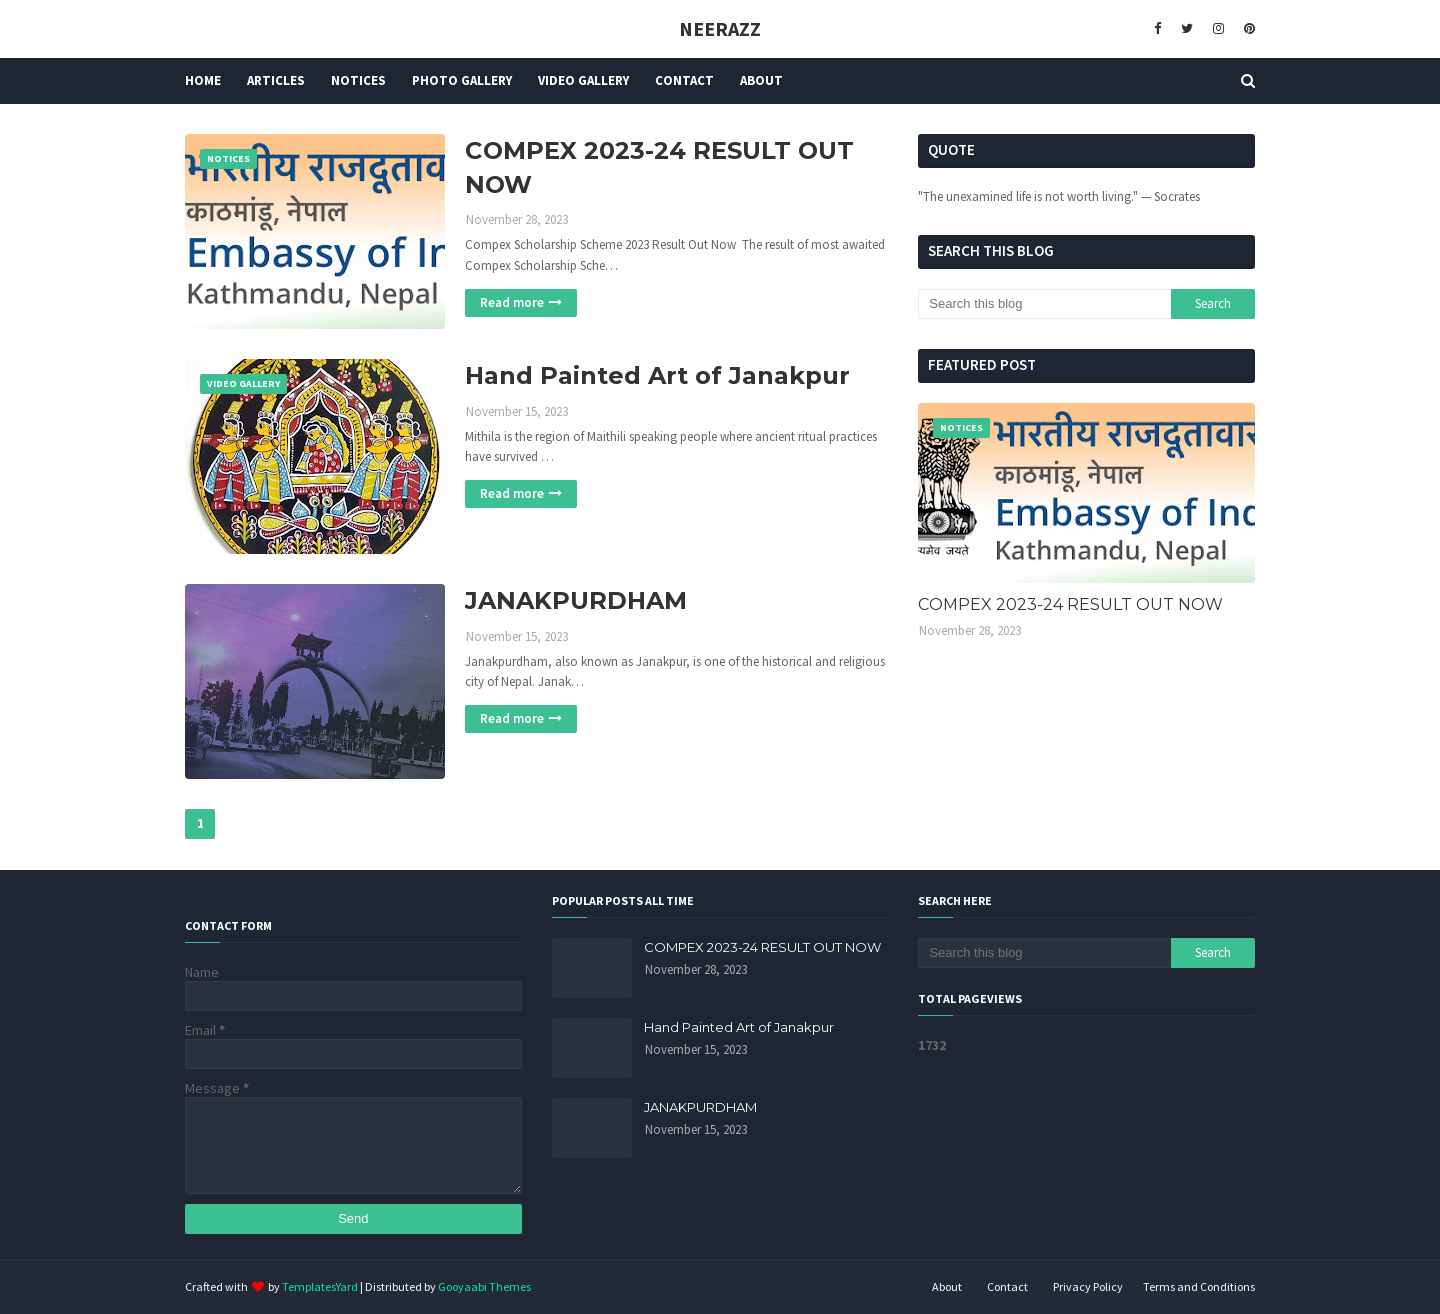 NEERAZZ
HOME ARTICLES NOTICES PHOTO GALLERY VIDEO GALLERY CONTACT ABOUT
NOTICES
भारतीय राजदूताव
काठमांडू, नेपाल
Embassy of In
Kathmandu, Nepal
COMPEX 2023-24 RESULT OUT
NOW
November 28, 2023
Compex Scholarship Scheme 2023 Result Out Now  The result of most awaited
Compex Scholarship Sche…
Read more
VIDEO GALLERY
Hand Painted Art of Janakpur
November 15, 2023
Mithila is the region of Maithili speaking people where ancient ritual practices
have survived …
Read more
JANAKPURDHAM
November 15, 2023
Janakpurdham, also known as Janakpur, is one of the historical and religious
city of Nepal. Janak…
Read more
1
QUOTE
"The unexamined life is not worth living." — Socrates
SEARCH THIS BLOG
Search this blog Search
FEATURED POST
NOTICES
भारतीय राजदूतावास
काठमांडू, नेपाल
Embassy of Ind
Kathmandu, Nepal
यमेव जयते
COMPEX 2023-24 RESULT OUT NOW
November 28, 2023
CONTACT FORM
Name
Email *
Message *
Send
POPULAR POSTS ALL TIME
COMPEX 2023-24 RESULT OUT NOW
November 28, 2023
Hand Painted Art of Janakpur
November 15, 2023
JANAKPURDHAM
November 15, 2023
SEARCH HERE
Search this blog Search
TOTAL PAGEVIEWS
1732
Crafted with by TemplatesYard | Distributed by Gooyaabi Themes
About Contact Privacy Policy Terms and Conditions